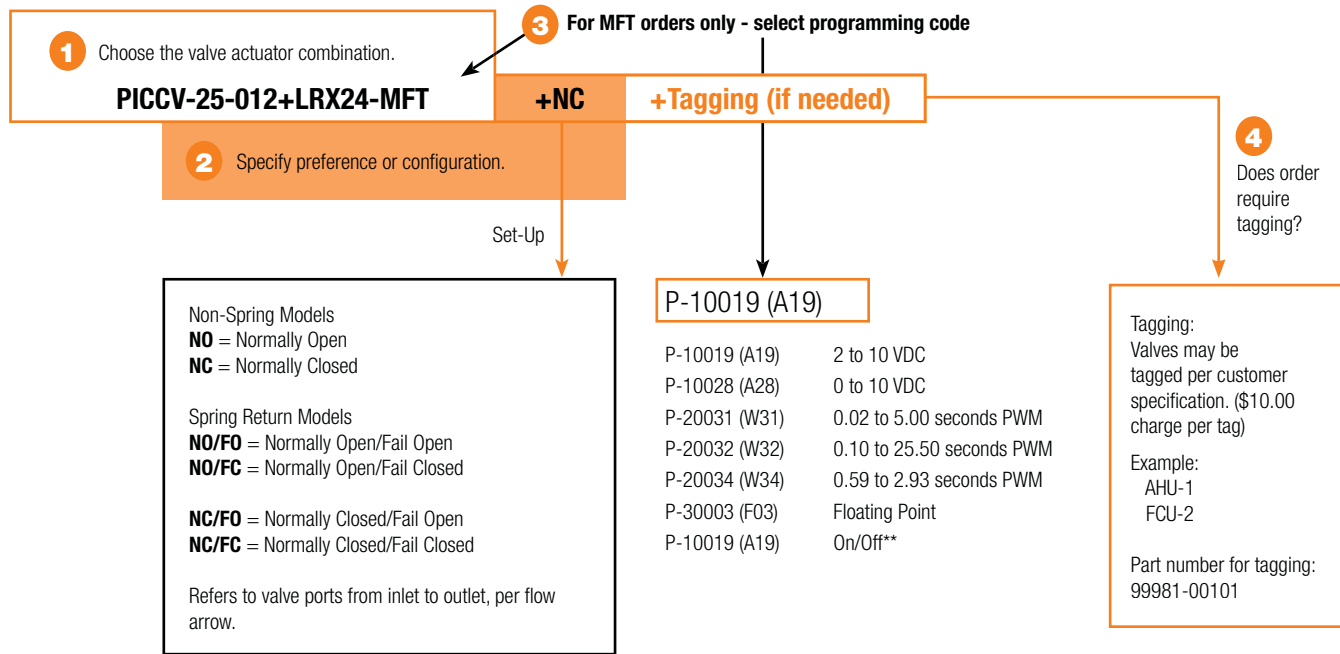 3 For MFT orders only - select programming code
1 Choose the valve actuator combination.
PICCV-25-012+LRX24-MFT +NC +Tagging (if needed)
2 Specify preference or configuration.
Set-Up
Non-Spring Models
NO = Normally Open
NC = Normally Closed
Spring Return Models
NO/FO = Normally Open/Fail Open
NO/FC = Normally Open/Fail Closed
NC/FO = Normally Closed/Fail Open
NC/FC = Normally Closed/Fail Closed
Refers to valve ports from inlet to outlet, per flow
arrow.
P-10019 (A19)
P-10019 (A19) 2 to 10 VDC
P-10028 (A28) 0 to 10 VDC
P-20031 (W31) 0.02 to 5.00 seconds PWM
P-20032 (W32) 0.10 to 25.50 seconds PWM
P-20034 (W34) 0.59 to 2.93 seconds PWM
P-30003 (F03) Floating Point
P-10019 (A19) On/Off**
4
Does order
require
tagging?
Tagging:
Valves may be
tagged per customer
specification. ($10.00
charge per tag)
Example:
AHU-1
FCU-2
Part number for tagging:
99981-00101